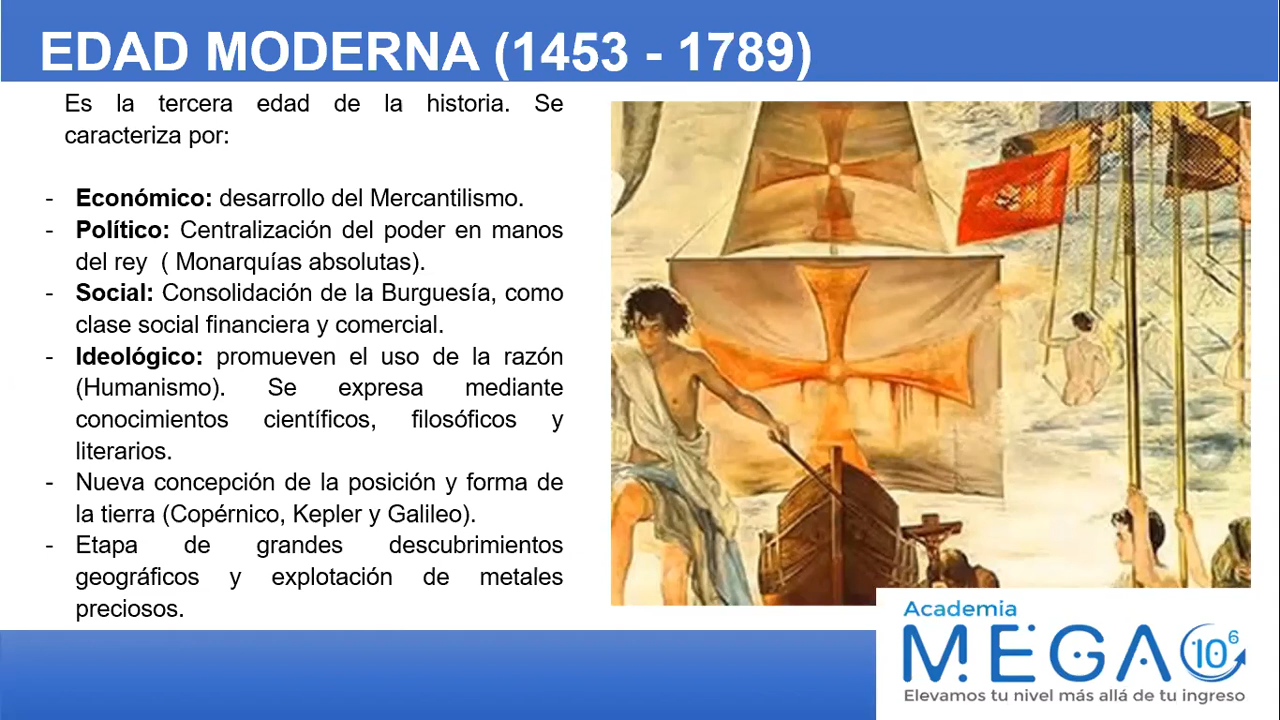 EDAD MODERNA (1453 - 1789)
Es la tercera edad de la historia. Se
caracteriza por:
- Económico: desarrollo del Mercantilismo.
- Político: Centralización del poder en manos
del rey ( Monarquías absolutas).
- Social: Consolidación de la Burguesía, como
clase social financiera y comercial.
- Ideológico: promueven el uso de la razón
(Humanismo). Se expresa mediante
conocimientos científicos, filosóficos y
literarios.
- Nueva concepción de la posición y forma de
la tierra (Copérnico, Kepler y Galileo).
- Etapa de grandes descubrimientos
geográficos y explotación de metales
preciosos.
Academia
MEGA 10⁶
Elevamos tu nivel más allá de tu ingreso